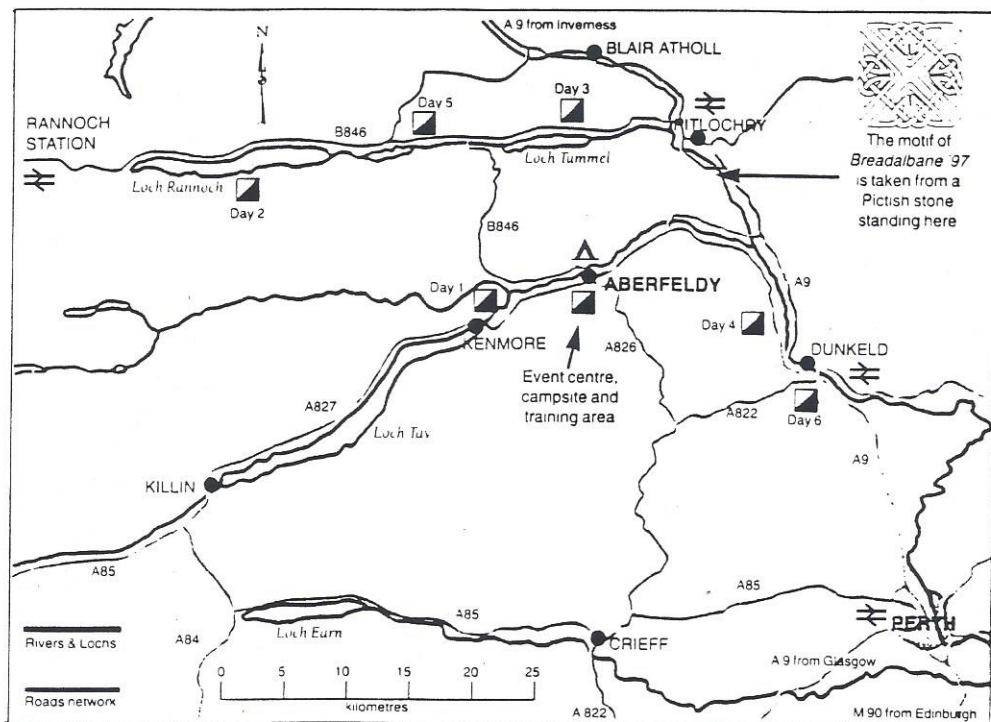 A 9 from Inverness
N
BLAIR ATHOLL
Day 5
Day 3
RANNOCH
STATION
B846
PITLOCHRY
Loch Tummel
Loch Rannoch
Day 2
The motif of
Breadalbane '97
is taken from a
Pictish stone
standing here
B846
ABERFELDY
A9
Day 1
Day 4
KENMORE
A826
DUNKELD
Event centre,
campsite and
training area
A827
A822
Day 6
Loch Tay
A9
KILLIN
A85
A85
A85
PERTH
Loch Earn
A84
CRIEFF
Rivers & Lochs
A 9 from Glasgow
0 5 10 15 20 25
kilometres
Roads network
A 822
M 90 from Edinburgh